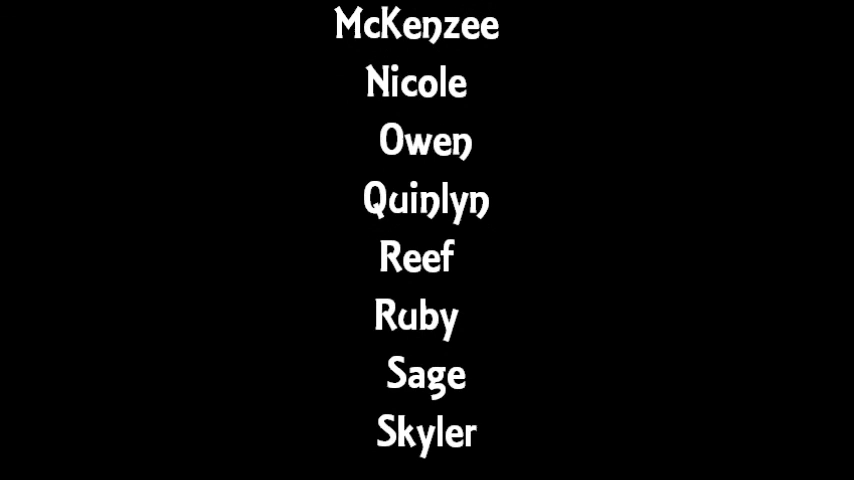 McKenzee
Nicole
Owen
Quinlyn
Reef
Ruby
Sage
Skyler